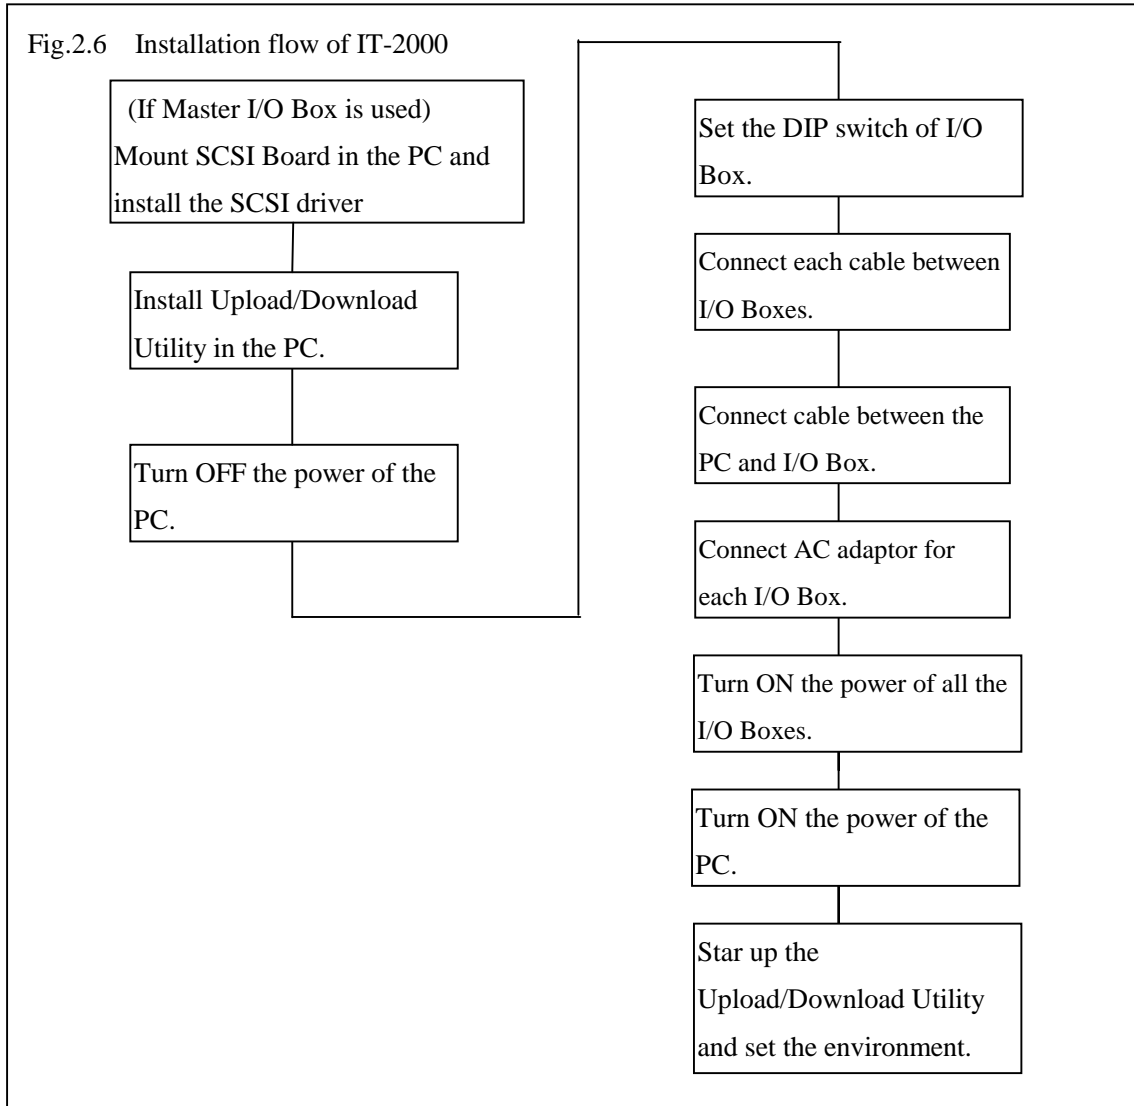 Fig.2.6 Installation flow of IT-2000
(If Master I/O Box is used)
Mount SCSI Board in the PC and
install the SCSI driver
Install Upload/Download
Utility in the PC.
Turn OFF the power of the
PC.
Set the DIP switch of I/O
Box.
Connect each cable between
I/O Boxes.
Connect cable between the
PC and I/O Box.
Connect AC adaptor for
each I/O Box.
Turn ON the power of all the
I/O Boxes.
Turn ON the power of the
PC.
Star up the
Upload/Download Utility
and set the environment.